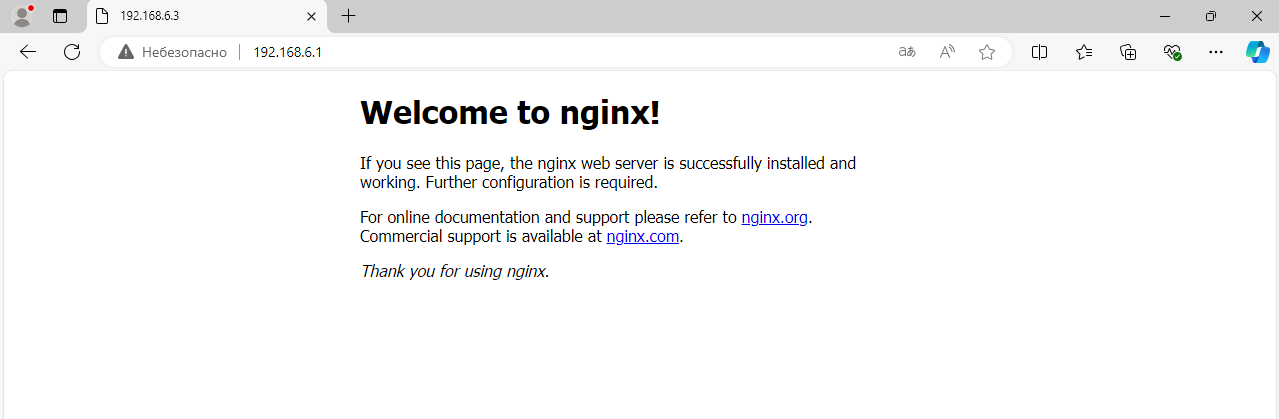 192.168.6.3
Небезопасно
192.168.6.1
Welcome to nginx!
If you see this page, the nginx web server is successfully installed and
working. Further configuration is required.
For online documentation and support please refer to nginx.org.
Commercial support is available at nginx.com.
Thank you for using nginx.